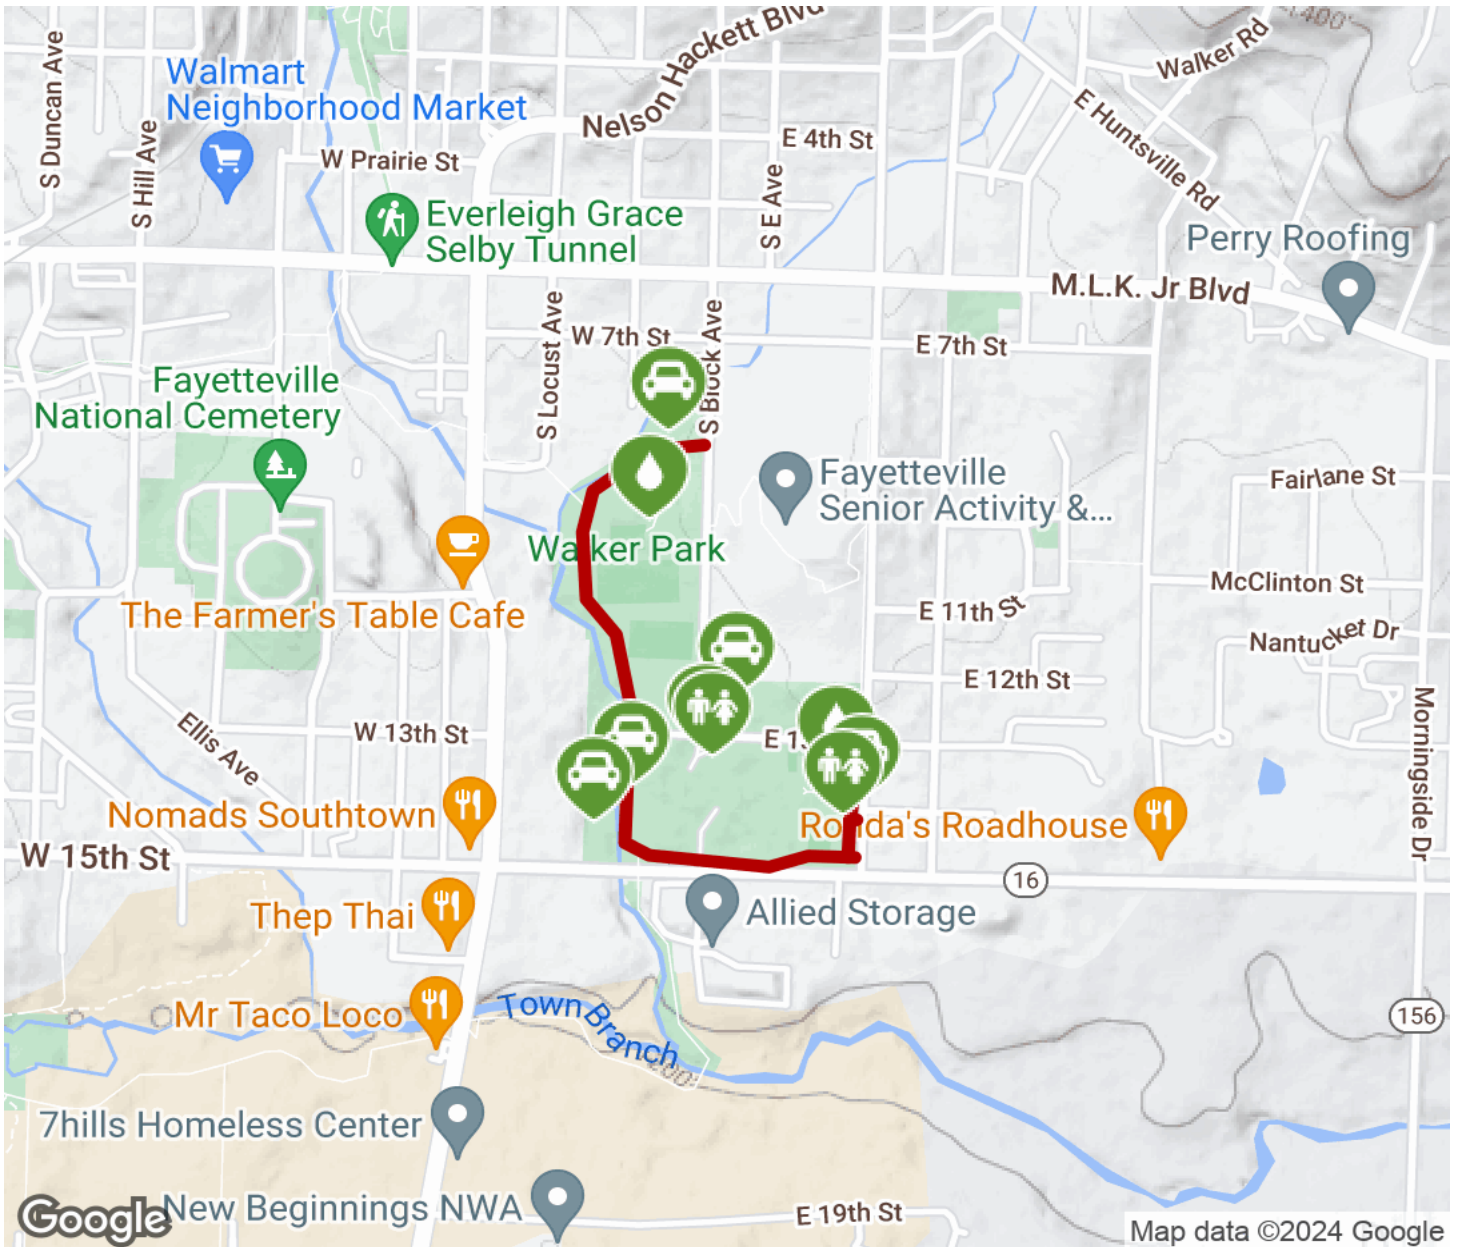 S Duncan Ave
S Hill Ave
Walmart
Neighborhood Market
W Prairie St
Nelson Hackett Blvd
E 4th St
S E Ave
Walker Rd
1400'
E Huntsville Rd
Everleigh Grace
Selby Tunnel
Perry Roofing
M.L.K. Jr Blvd
S Locust Ave
W 7th St
S Block Ave
E 7th St
Fayetteville
National Cemetery
Fayetteville
Senior Activity &...
Fairlane St
Walker Park
The Farmer's Table Cafe
E 11th St
McClinton St
Nantucket Dr
E 12th St
Ellis Ave
W 13th St
E 1
Morningside Dr
Nomads Southtown
Ronda's Roadhouse
W 15th St
16
Thep Thai
Allied Storage
Mr Taco Loco
Town Branch
156
7hills Homeless Center
New Beginnings NWA
E 19th St
Google
Map data ©2024 Google